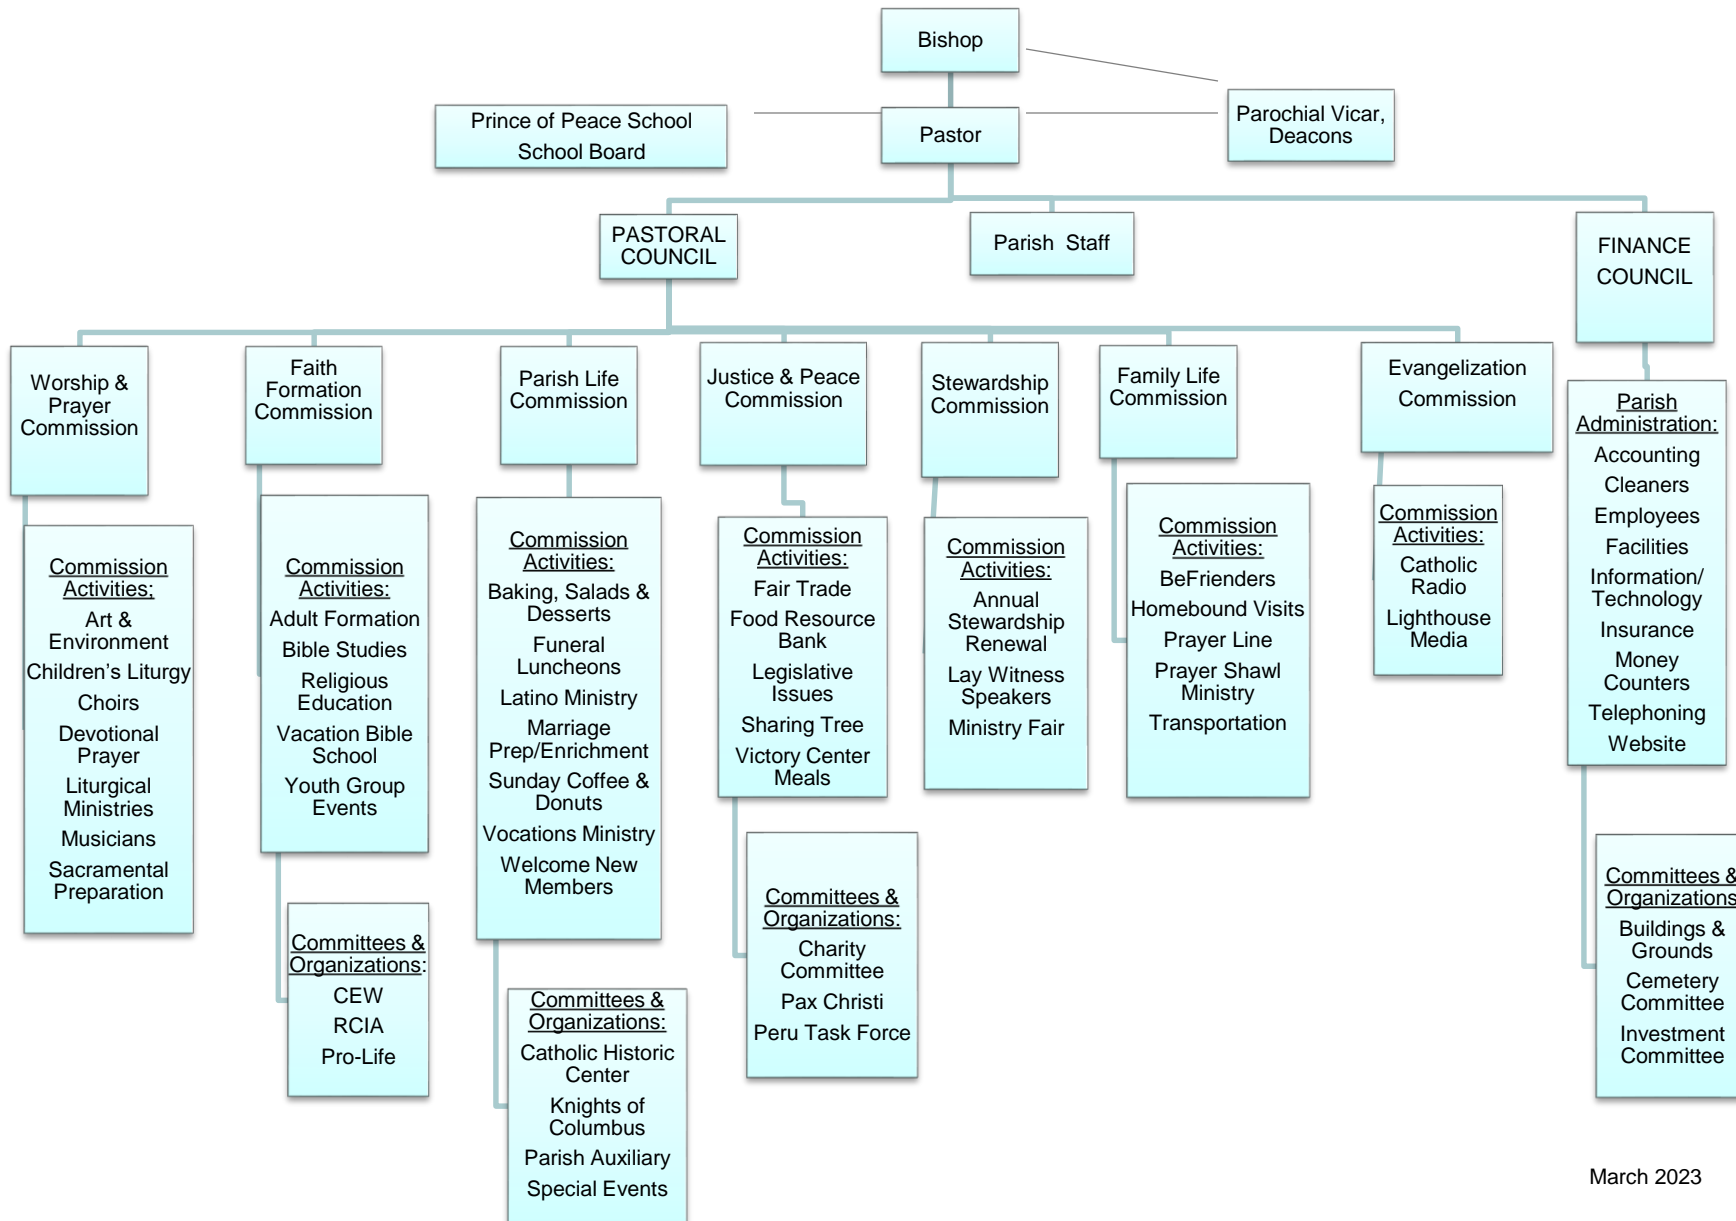 Bishop
Prince of Peace School
School Board
Pastor
Parochial Vicar,
Deacons
PASTORAL
COUNCIL
Parish Staff
FINANCE
COUNCIL
Worship &
Prayer
Commission
Faith
Formation
Commission
Parish Life
Commission
Justice & Peace
Commission
Stewardship
Commission
Family Life
Commission
Evangelization
Commission
Commission
Activities:
Art &
Environment
Children’s Liturgy
Choirs
Devotional
Prayer
Liturgical
Ministries
Musicians
Sacramental
Preparation
Commission
Activities:
Adult Formation
Bible Studies
Religious
Education
Vacation Bible
School
Youth Group
Events
Committees &
Organizations:
CEW
RCIA
Pro-Life
Commission
Activities:
Baking, Salads &
Desserts
Funeral
Luncheons
Latino Ministry
Marriage
Prep/Enrichment
Sunday Coffee &
Donuts
Vocations Ministry
Welcome New
Members
Committees &
Organizations:
Catholic Historic
Center
Knights of
Columbus
Parish Auxiliary
Special Events
Commission
Activities:
Fair Trade
Food Resource
Bank
Legislative
Issues
Sharing Tree
Victory Center
Meals
Committees &
Organizations:
Charity
Committee
Pax Christi
Peru Task Force
Commission
Activities:
Annual
Stewardship
Renewal
Lay Witness
Speakers
Ministry Fair
Commission
Activities:
BeFrienders
Homebound Visits
Prayer Line
Prayer Shawl
Ministry
Transportation
Commission
Activities:
Catholic
Radio
Lighthouse
Media
Parish
Administration:
Accounting
Cleaners
Employees
Facilities
Information/
Technology
Insurance
Money
Counters
Telephoning
Website
Committees &
Organizations
Buildings &
Grounds
Cemetery
Committee
Investment
Committee
March 2023